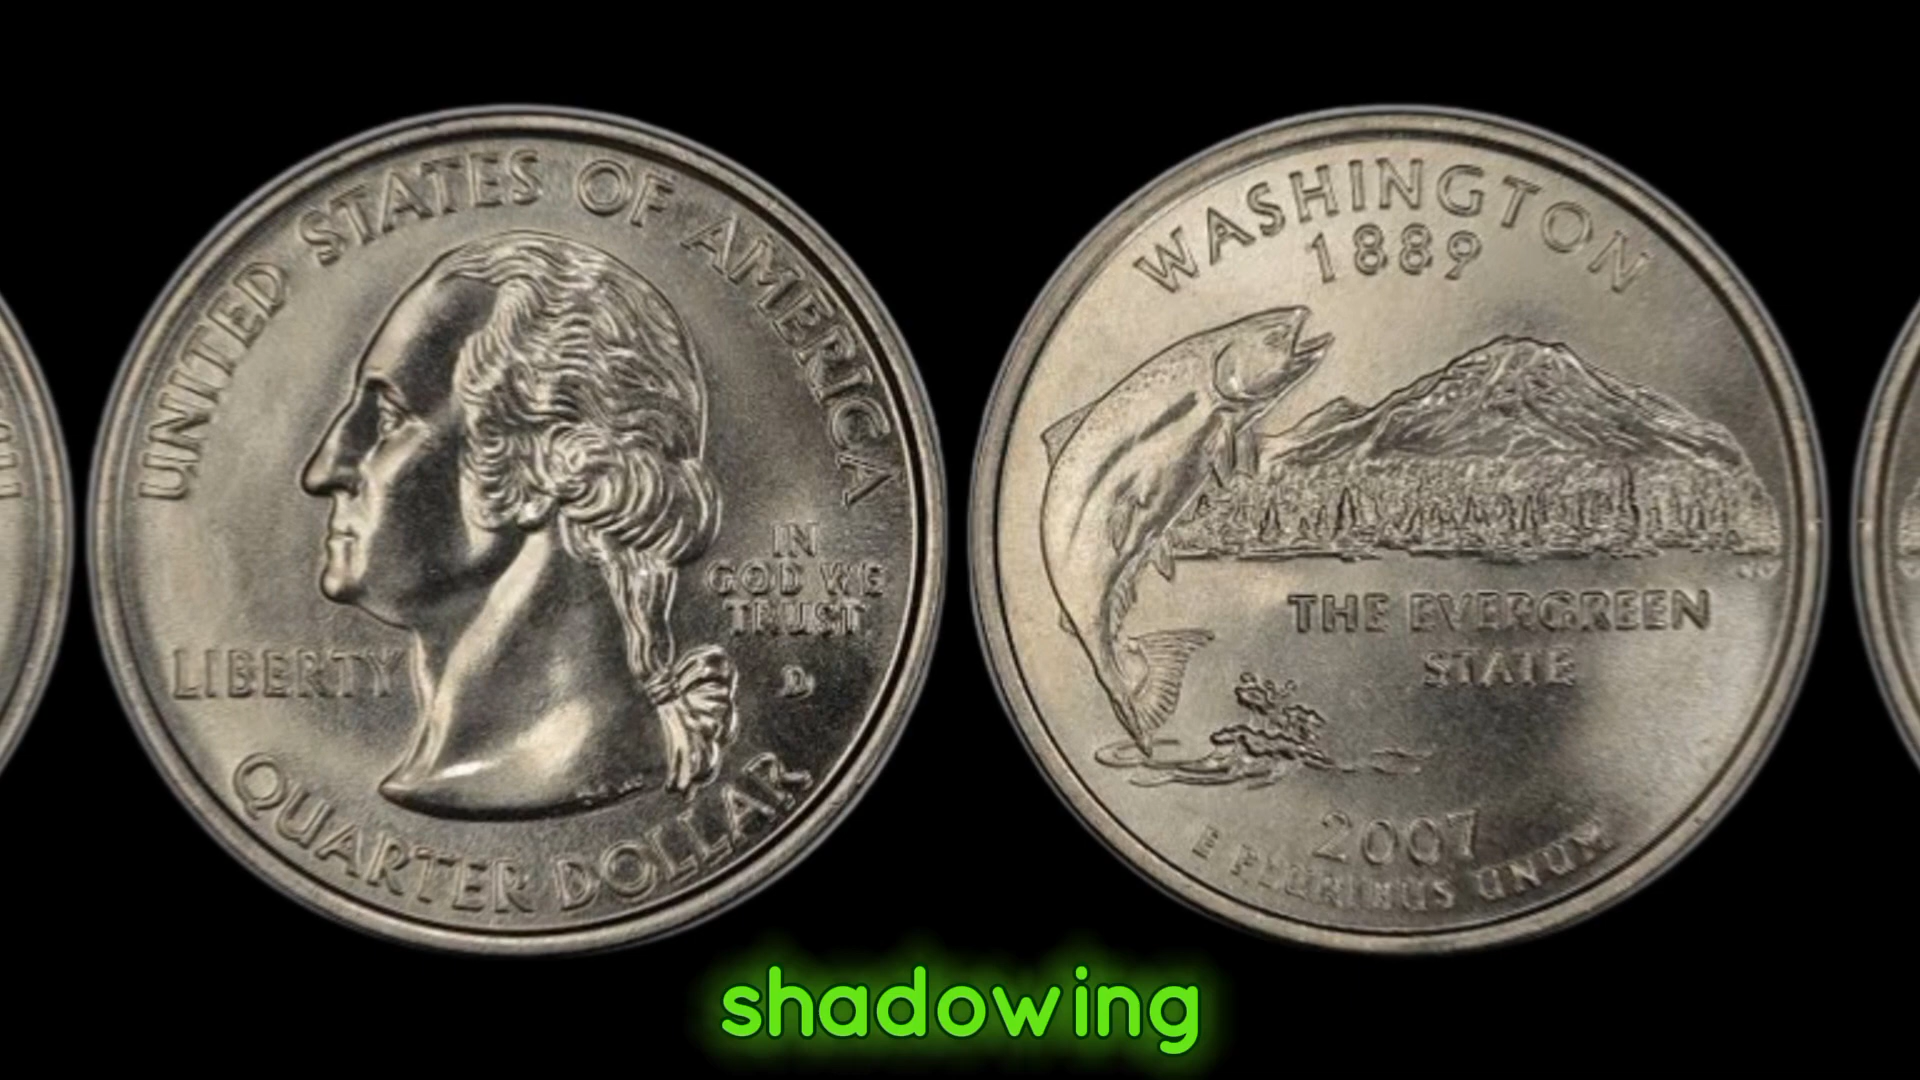 UNITED STATES OF AMERICA
IN
GOD WE
TRUST
LIBERTY
D
QUARTER DOLLAR
WASHINGTON
1889
THE EVERGREEN
STATE
2007
E PLURIBUS UNUM
shadowing